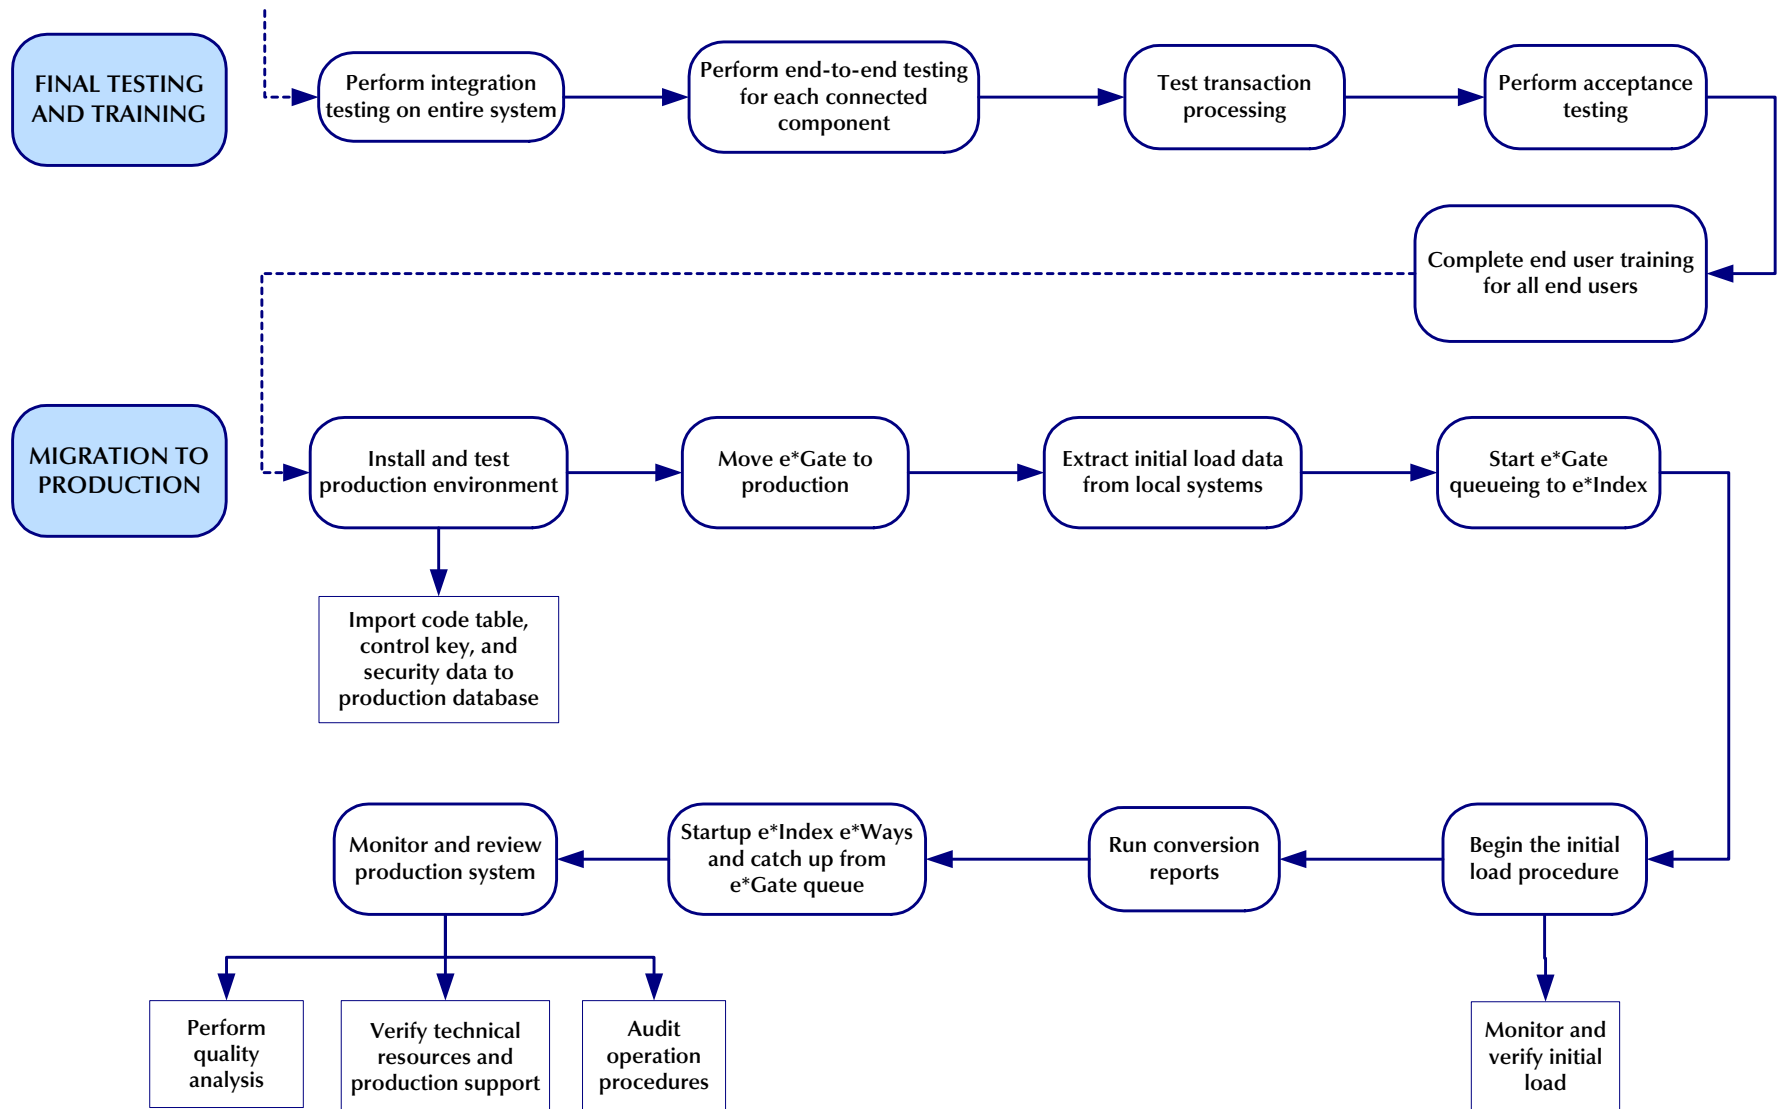 FINAL TESTING
AND TRAINING
Perform integration
testing on entire system
Perform end-to-end testing
for each connected
component
Test transaction
processing
Perform acceptance
testing
Complete end user training
for all end users
MIGRATION TO
PRODUCTION
Install and test
production environment
Move e*Gate to
production
Extract initial load data
from local systems
Start e*Gate
queueing to e*Index
Import code table,
control key, and
security data to
production database
Monitor and review
production system
Startup e*Index e*Ways
and catch up from
e*Gate queue
Run conversion
reports
Begin the initial
load procedure
Perform
quality
analysis
Verify technical
resources and
production support
Audit
operation
procedures
Monitor and
verify initial
load